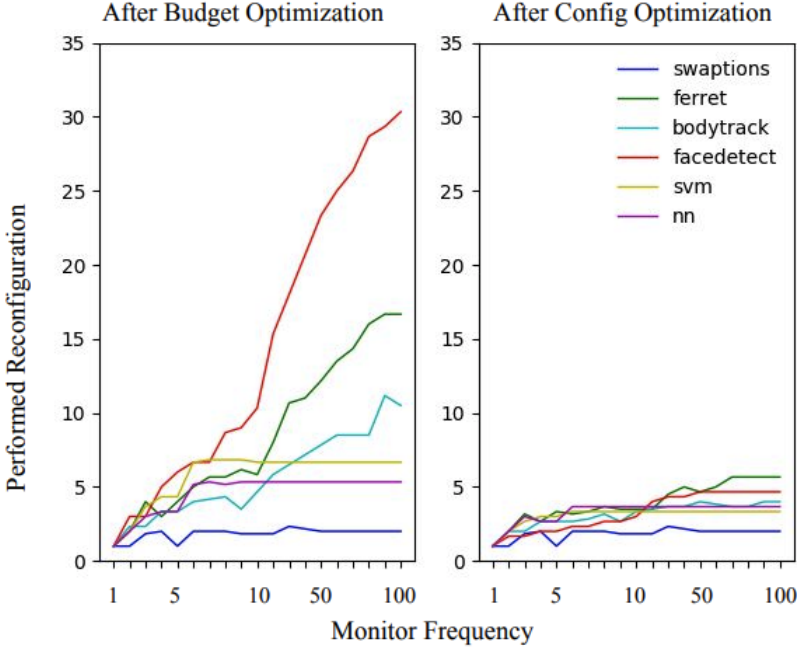 After Budget Optimization
After Config Optimization
Performed Reconfiguration
35
30
25
20
15
10
5
0
1 5 10 50 100
35
30
25
20
15
10
5
0
1 5 10 50 100
swaptions
ferret
bodytrack
facedetect
svm
nn
Monitor Frequency